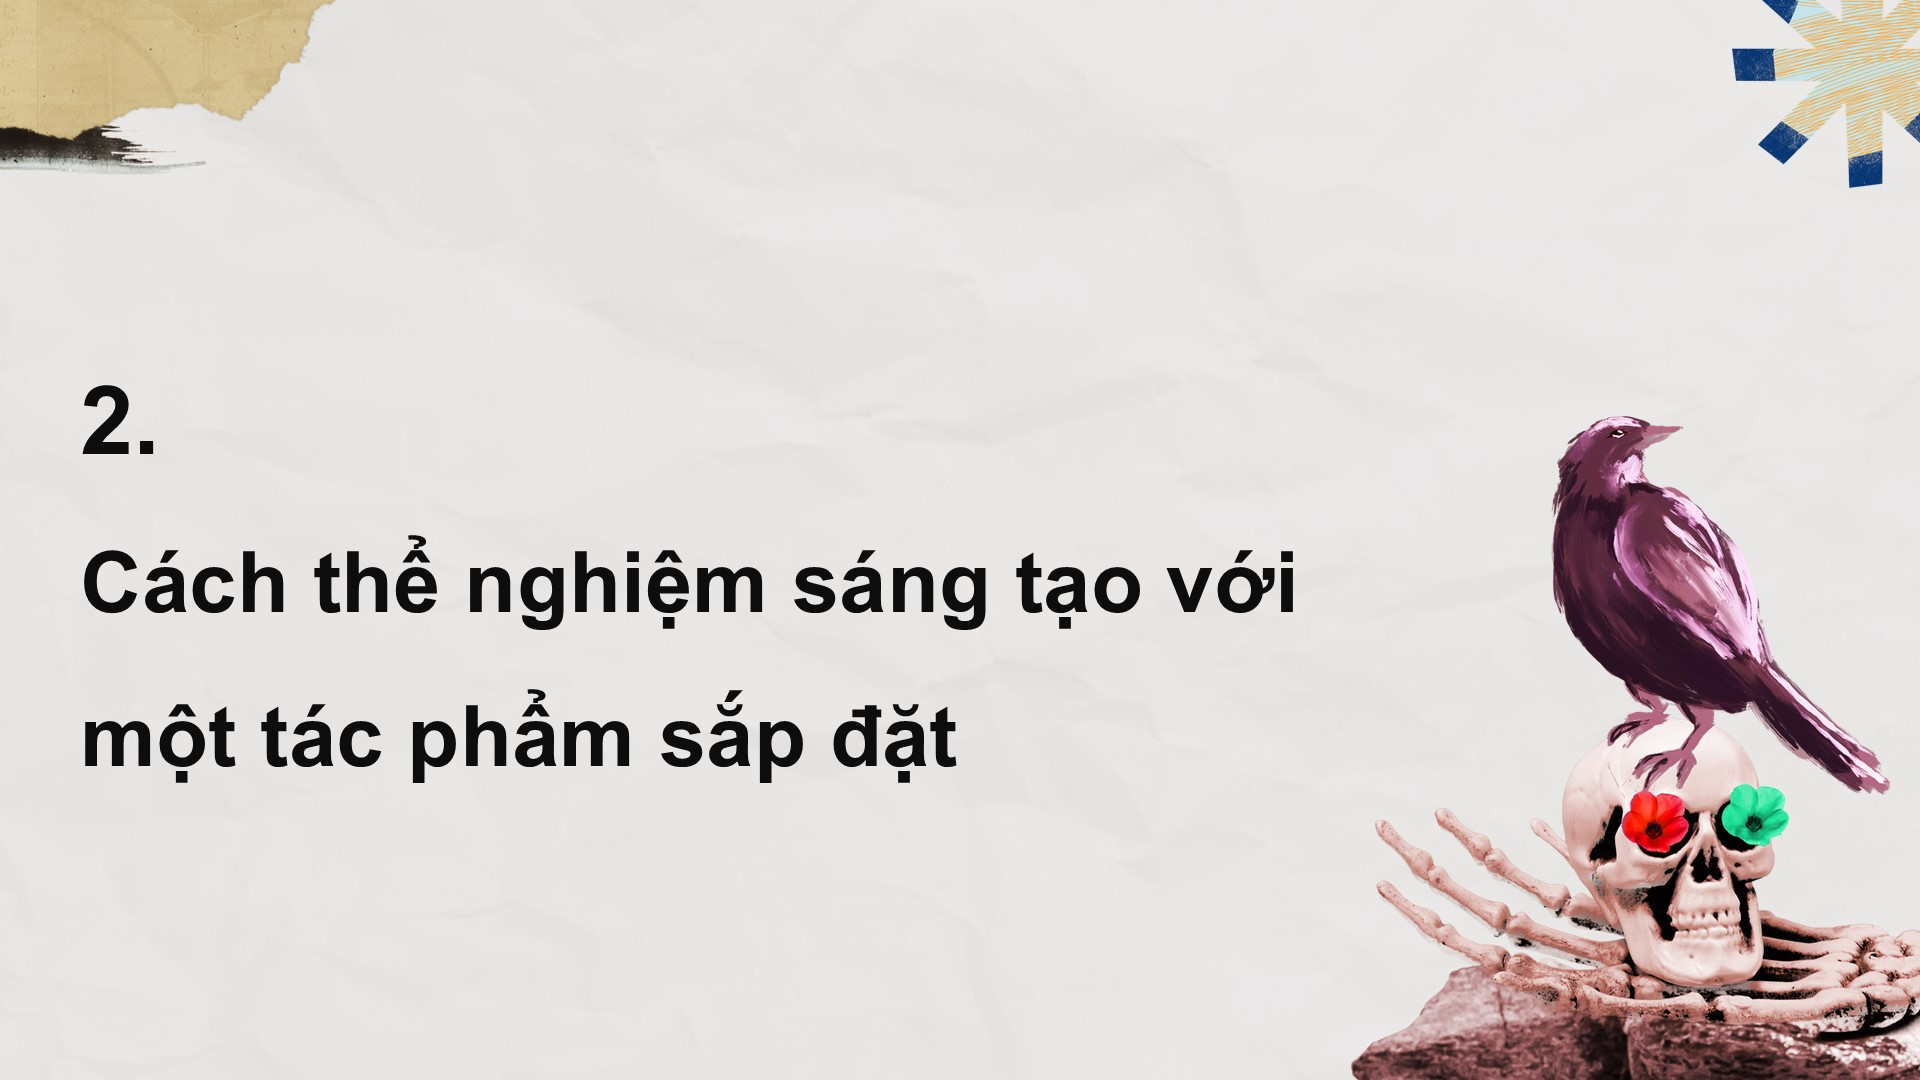 2.
Cách thể nghiệm sáng tạo với
một tác phẩm sắp đặt